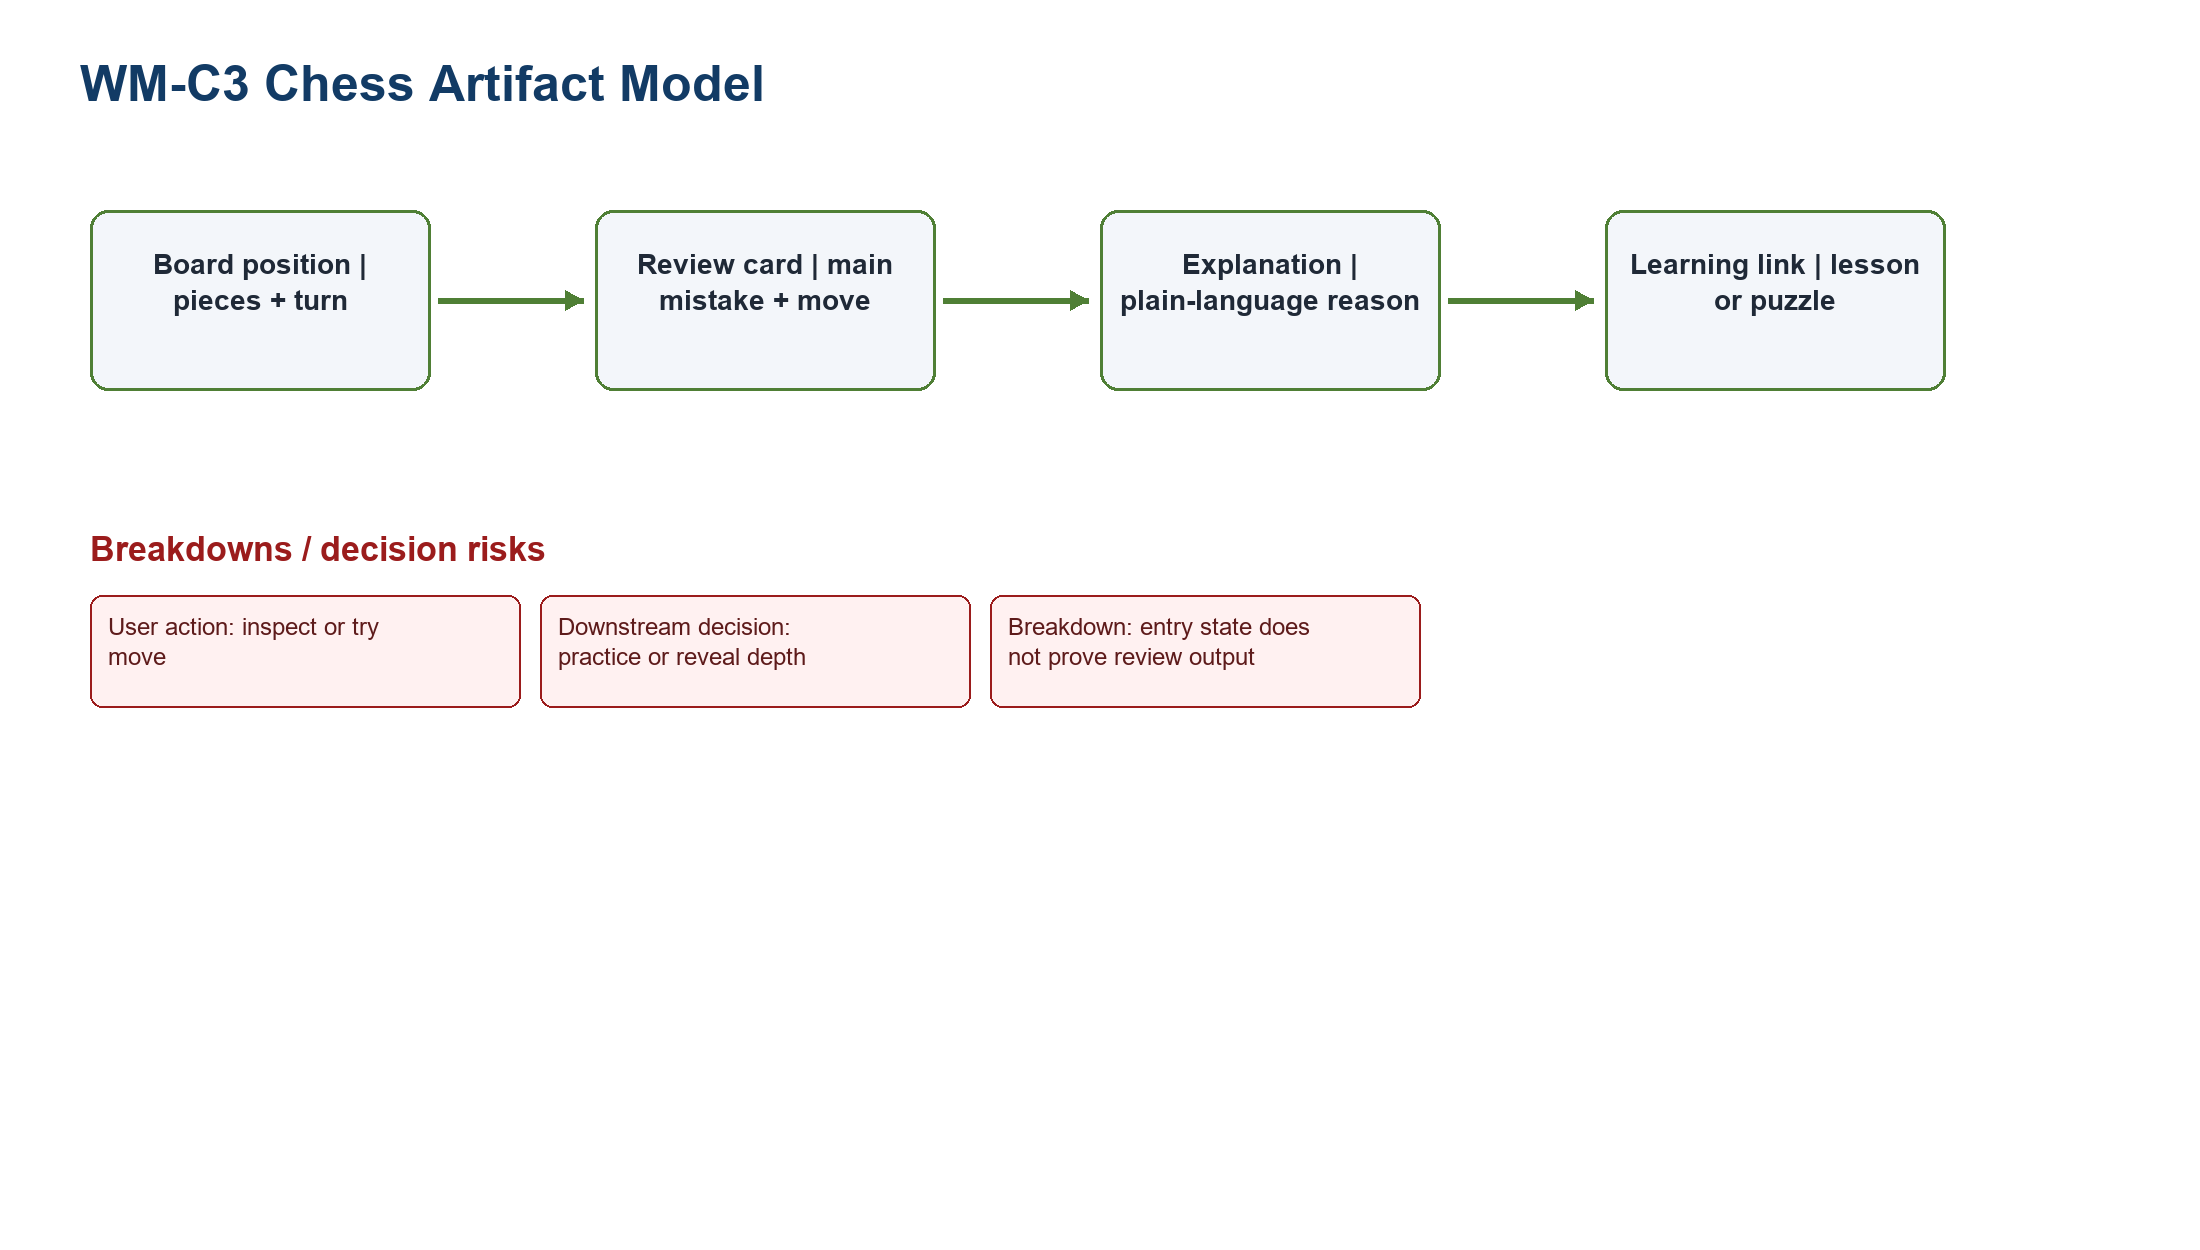 WM-C3 Chess Artifact Model
Board position |
pieces + turn
Review card | main
mistake + move
Explanation |
plain-language reason
Learning link | lesson
or puzzle
Breakdowns / decision risks
User action: inspect or try
move
Downstream decision:
practice or reveal depth
Breakdown: entry state does
not prove review output